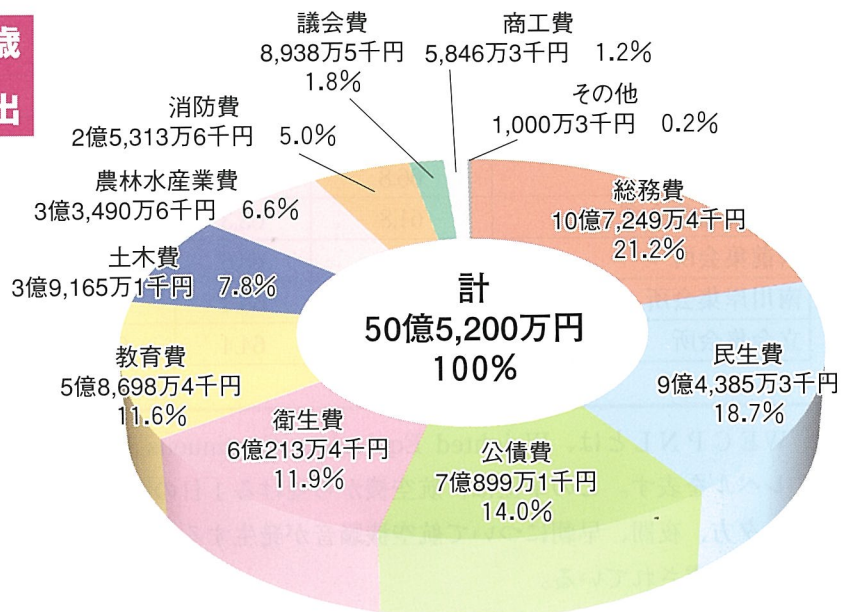 歳
出
議会費
8,938万5千円
1.8%
商工費
5,846万3千円 1.2%
その他
1,000万3千円 0.2%
消防費
2億5,313万6千円 5.0%
農林水産業費
3億3,490万6千円 6.6%
土木費
3億9,165万1千円 7.8%
教育費
5億8,698万4千円
11.6%
衛生費
6億213万4千円
11.9%
公債費
7億899万1千円
14.0%
民生費
9億4,385万3千円
18.7%
総務費
10億7,249万4千円
21.2%
計
50億5,200万円
100%